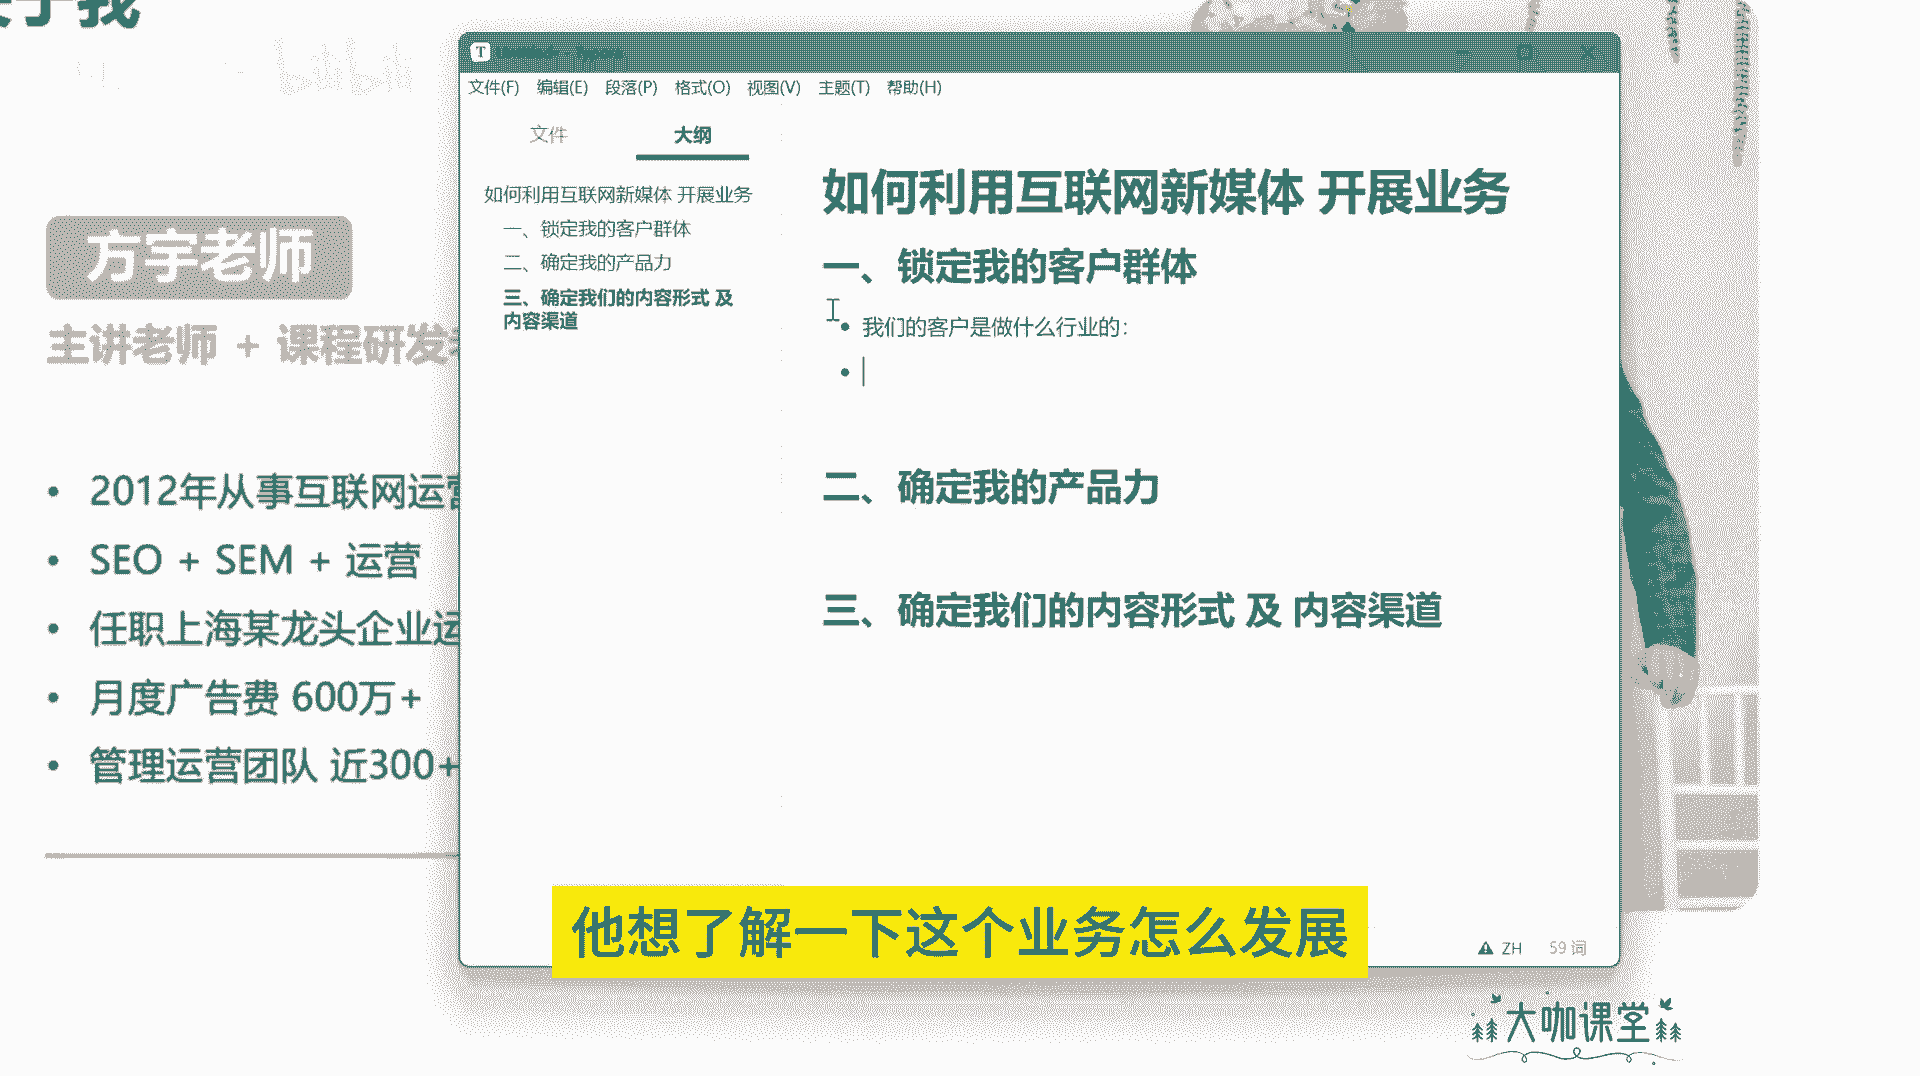 bilibili
方宇老师
主讲老师 + 课程研发
2012年从事互联网运营
SEO + SEM + 运营
任职上海某龙头企业运
月度广告费 600万+
管理运营团队 近300+
T
文件(F) 编辑(E) 段落(P) 格式(O) 视图(V) 主题(T) 帮助(H)
文件 大纲
如何利用互联网新媒体 开展业务
一、锁定我的客户群体
二、确定我的产品力
三、确定我们的内容形式 及
内容渠道
如何利用互联网新媒体 开展业务
一、锁定我的客户群体
我们的客户是做什么行业的：
二、确定我的产品力
三、确定我们的内容形式 及 内容渠道
ZH 59 词
他想了解一下这个业务怎么发展
大咖课堂